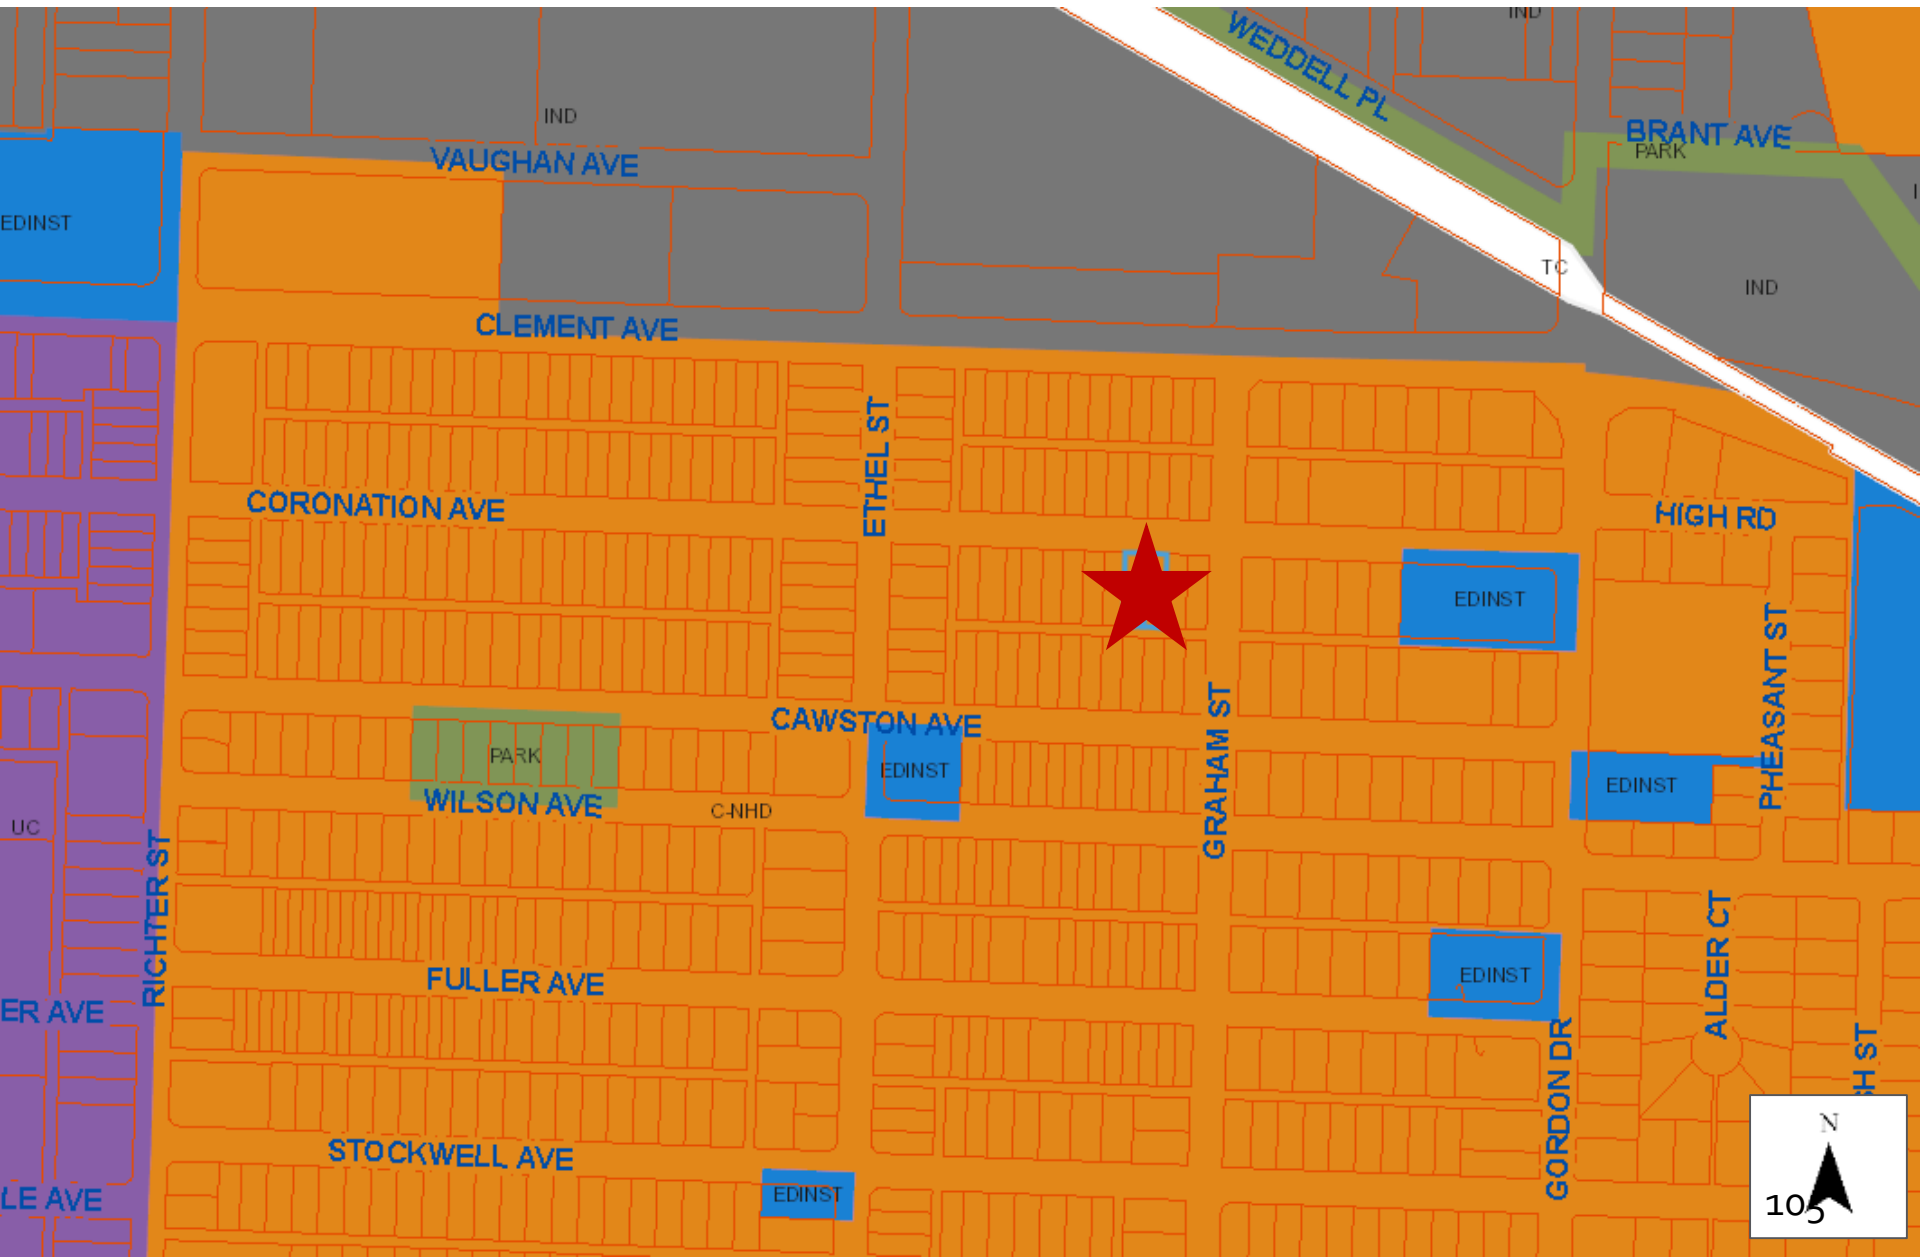 IND
WEDDELL PL
IND
BRANT AVE
PARK
VAUGHAN AVE
EDINST
TC
IND
CLEMENT AVE
ETHEL ST
CORONATION AVE
HIGH RD
EDINST
PHEASANT ST
CAWSTON AVE
GRAHAM ST
PARK
EDINST
EDINST
WILSON AVE
C-NHD
UC
RICHTER ST
ALDER CT
FULLER AVE
EDINST
ER AVE
GORDON DR
H ST
N
STOCKWELL AVE
EDINST
LE AVE
105